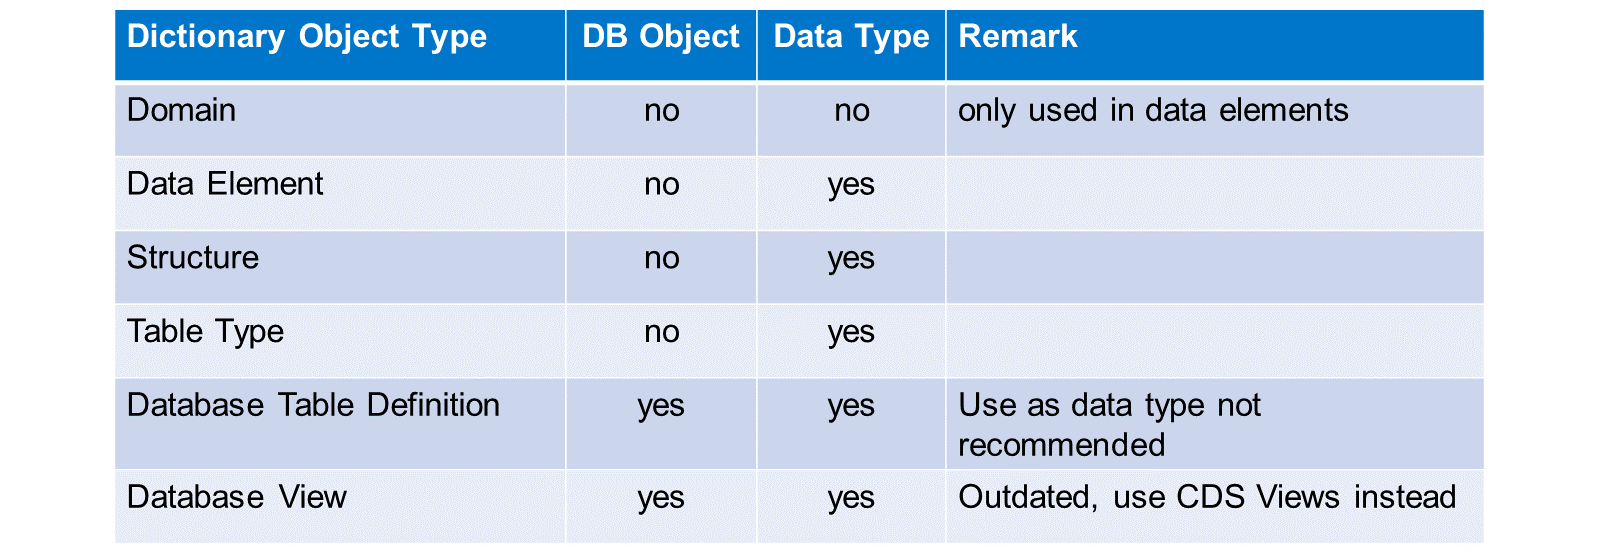 Dictionary Object Type DB Object Data Type Remark
Domain no no only used in data elements
Data Element no yes
Structure no yes
Table Type no yes
Database Table Definition yes yes Use as data type not
recommended
Database View yes yes Outdated, use CDS Views instead